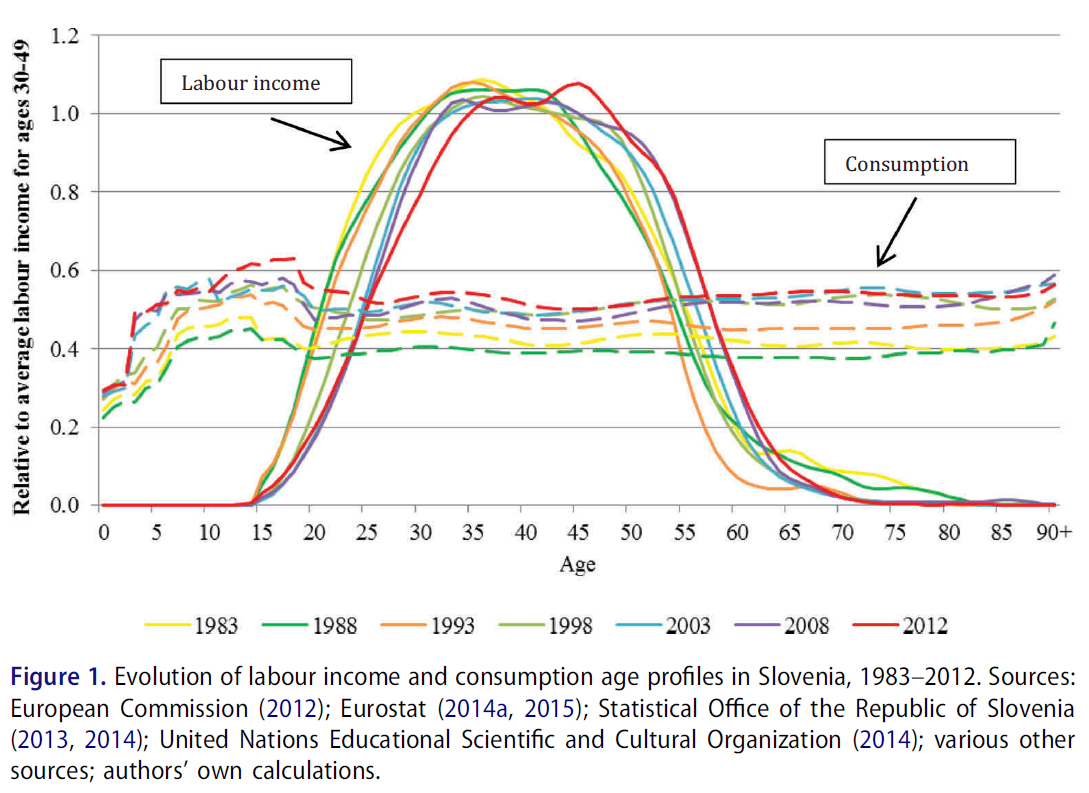 Relative to average labour income for ages 30-49
1.2
1.0
0.8
0.6
0.4
0.2
0.0
Labour income
Consumption
0 5 10 15 20 25 30 35 40 45 50 55 60 65 70 75 80 85 90+
Age
1983 1988 1993 1998 2003 2008 2012
Figure 1. Evolution of labour income and consumption age profiles in Slovenia, 1983–2012. Sources:
European Commission (2012); Eurostat (2014a, 2015); Statistical Office of the Republic of Slovenia
(2013, 2014); United Nations Educational Scientific and Cultural Organization (2014); various other
sources; authors’ own calculations.